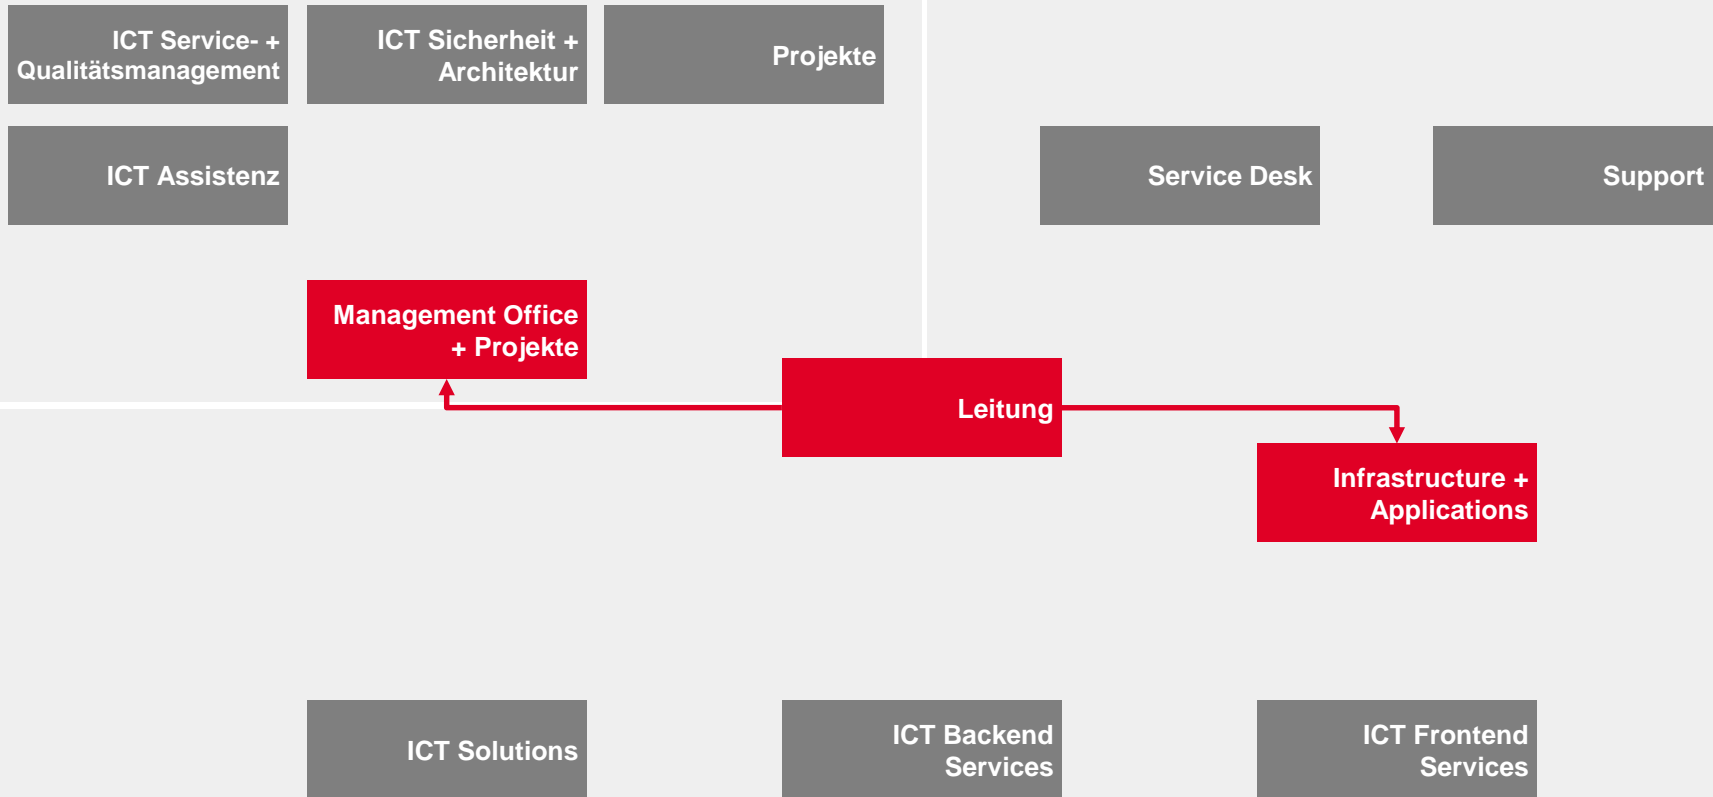 ICT Service- +
Qualitätsmanagement
ICT Sicherheit +
Architektur
Projekte
ICT Assistenz
Service Desk
Support
Management Office
+ Projekte
Leitung
Infrastructure +
Applications
ICT Solutions
ICT Backend
Services
ICT Frontend
Services